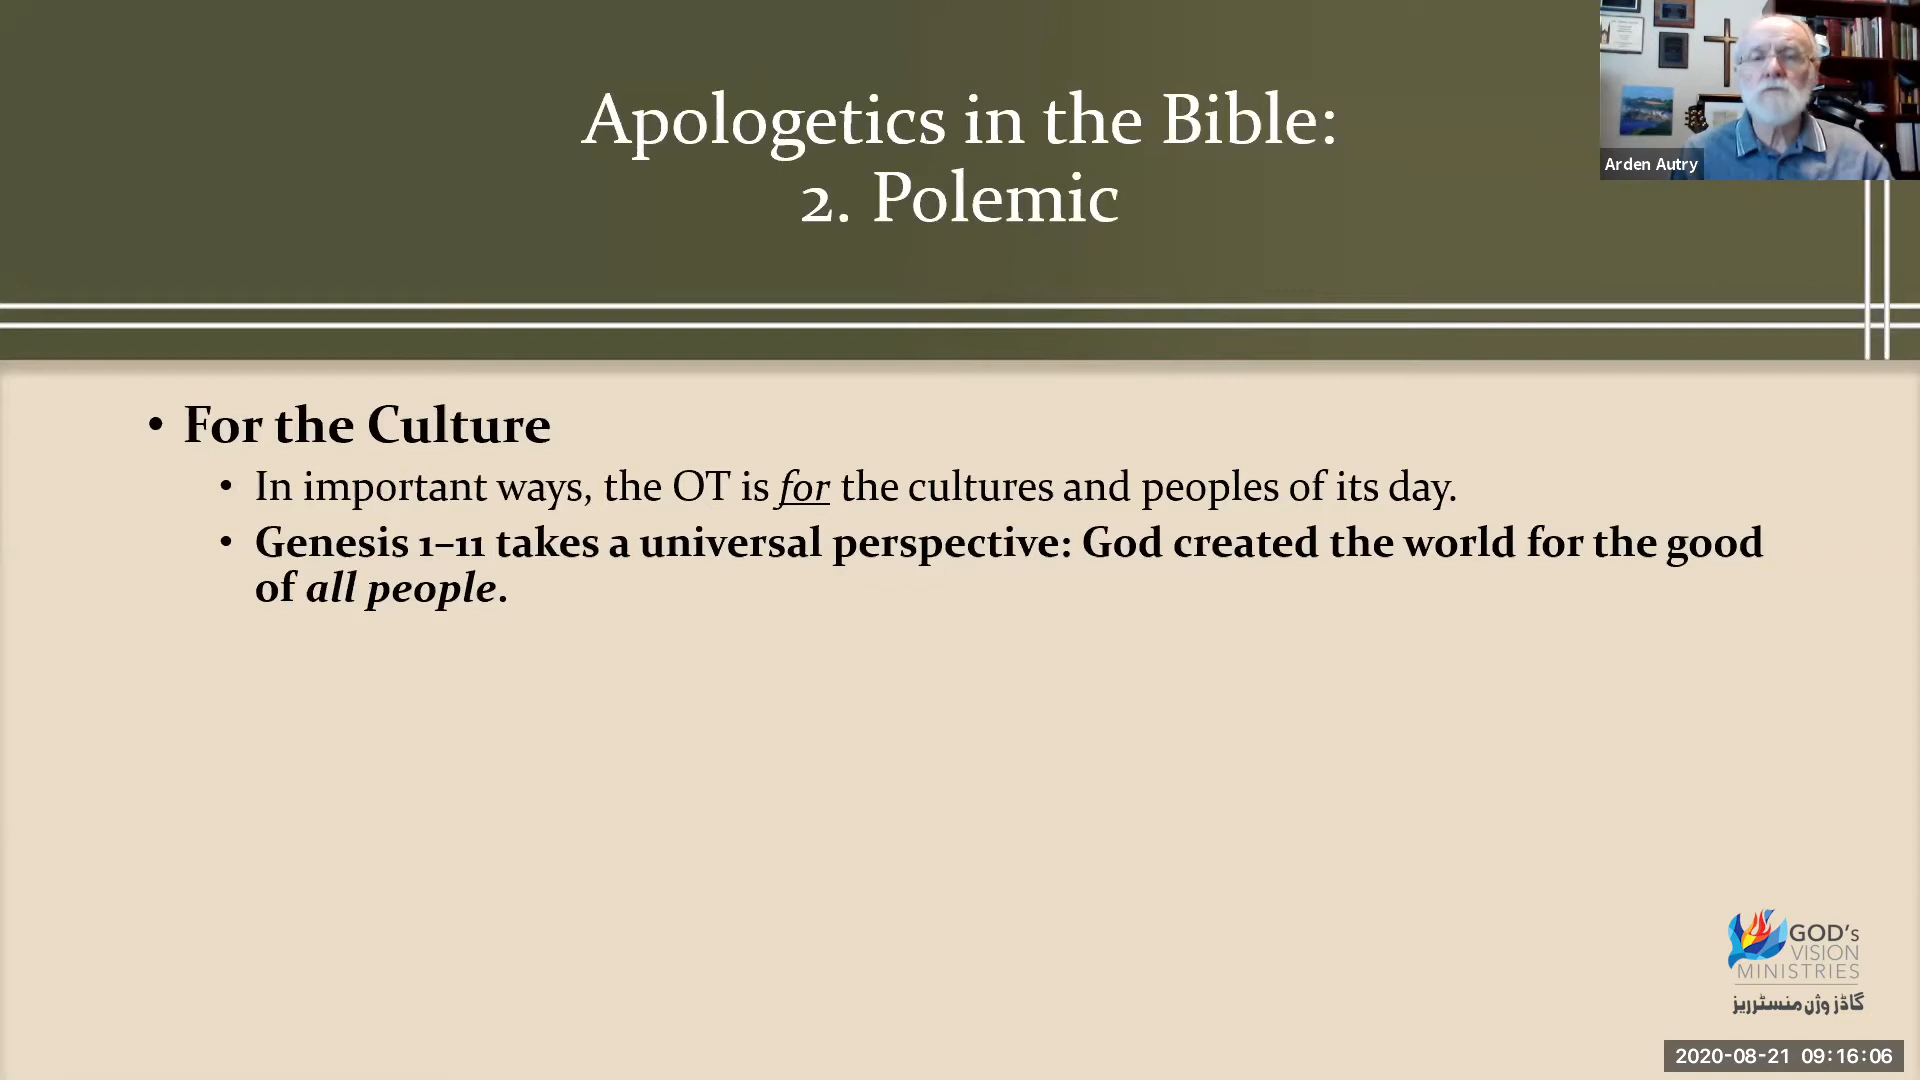 Apologetics in the Bible:
2. Polemic
Arden Autry
• For the Culture
• In important ways, the OT is for the cultures and peoples of its day.
• Genesis 1–11 takes a universal perspective: God created the world for the good
of all people.
GOD's
VISION
MINISTRIES
گاڈز وژن منسٹریز
2020-08-21 09:16:06